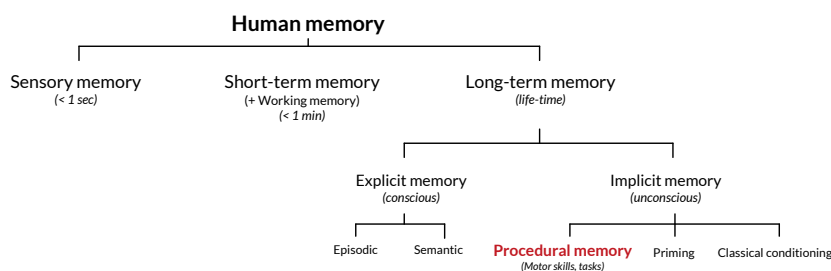 Human memory
Sensory memory
(< 1 sec)
Short-term memory
(+ Working memory)
(< 1 min)
Long-term memory
(life-time)
Explicit memory
(conscious)
Implicit memory
(unconscious)
Episodic
Semantic
Procedural memory
(Motor skills, tasks)
Priming
Classical conditioning